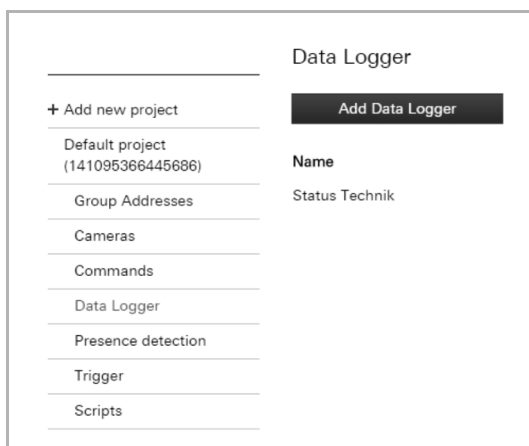 + Add new project
Default project
(141095366445686)
Group Addresses
Cameras
Commands
Data Logger
Presence detection
Trigger
Scripts
Data Logger
Add Data Logger
Name
Status Technik